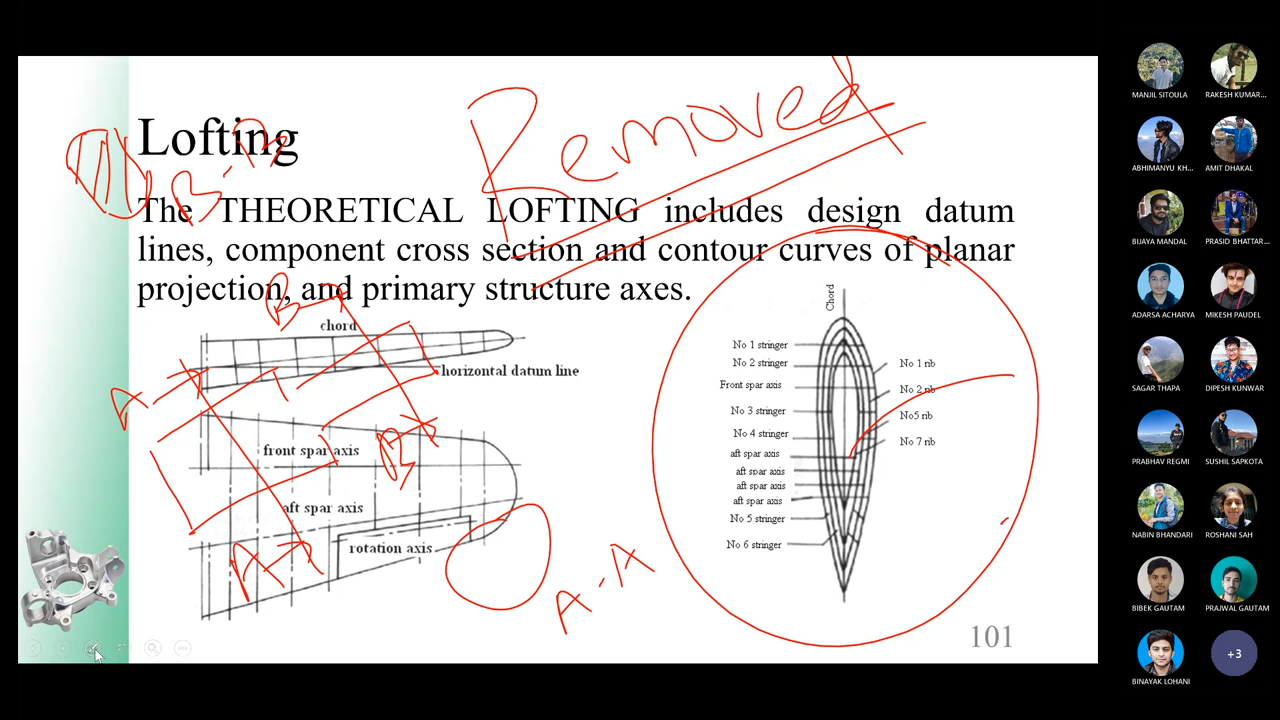 Lofting
Removed
B-B
The THEORETICAL LOFTING includes design datum
lines, component cross section and contour curves of planar
projection, and primary structure axes.
B
chord
horizontal datum line
A
front spar axis
B
aft spar axis
rotation axis
A
A-A
Chord
No 1 stringer
No 2 stringer
Front spar axis
No 3 stringer
No 4 stringer
aft spar axis
aft spar axis
aft spar axis
aft spar axis
No 5 stringer
No 6 stringer
No 1 rib
No 2 rib
No5 rib
No 7 rib
101
MANJIL SITOULA
RAKESH KUMAR...
ABHIMANYU KH...
AMIT DHAKAL
BIJAYA MANDAL
PRASID BHATTAR...
ADARSA ACHARYA
MIKESH PAUDEL
SAGAR THAPA
DIPESH KUNWAR
PRABHAV REGMI
SUSHIL SAPKOTA
NABIN BHANDARI
ROSHANI SAH
BIBEK GAUTAM
PRAJWAL GAUTAM
BINAYAK LOHANI
+3